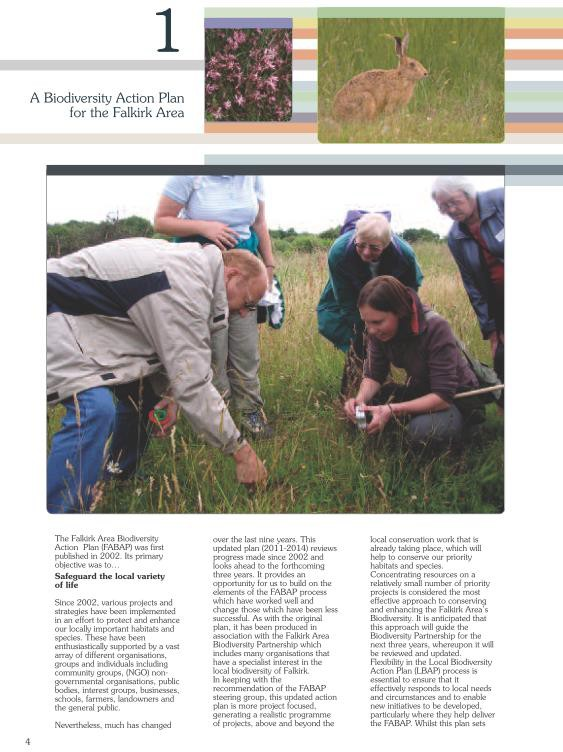 1
A Biodiversity Action Plan
for the Falkirk Area
The Falkirk Area Biodiversity
Action Plan (FABAP) was first
published in 2002. Its primary
objective was to…
Safeguard the local variety
of life
Since 2002, various projects and
strategies have been implemented
in an effort to protect and enhance
our locally important habitats and
species. These have been
enthusiastically supported by a vast
array of different organisations,
groups and individuals including
community groups, (NGO) non-
governmental organisations, public
bodies, interest groups, businesses,
schools, farmers, landowners and
the general public.
Nevertheless, much has changed
over the last nine years. This
updated plan (2011-2014) reviews
progress made since 2002 and
looks ahead to the forthcoming
three years. It provides an
opportunity for us to build on the
elements of the FABAP process
which have worked well and
change those which have been less
successful. As with the original
plan, it has been produced in
association with the Falkirk Area
Biodiversity Partnership which
includes many organisations that
have a specialist interest in the
local biodiversity of Falkirk.
In keeping with the
recommendation of the FABAP
steering group, this updated action
plan is more project focused,
generating a realistic programme
of projects, above and beyond the
local conservation work that is
already taking place, which will
help to conserve our priority
habitats and species.
Concentrating resources on a
relatively small number of priority
projects is considered the most
effective approach to conserving
and enhancing the Falkirk Area's
Biodiversity. It is anticipated that
this approach will guide the
Biodiversity Partnership for the
next three years, whereupon it will
be reviewed and updated.
Flexibility in the Local Biodiversity
Action Plan (LBAP) process is
essential to ensure that it
effectively responds to local needs
and circumstances and to enable
new initiatives to be developed,
particularly where they help deliver
the FABAP. Whilst this plan sets
4